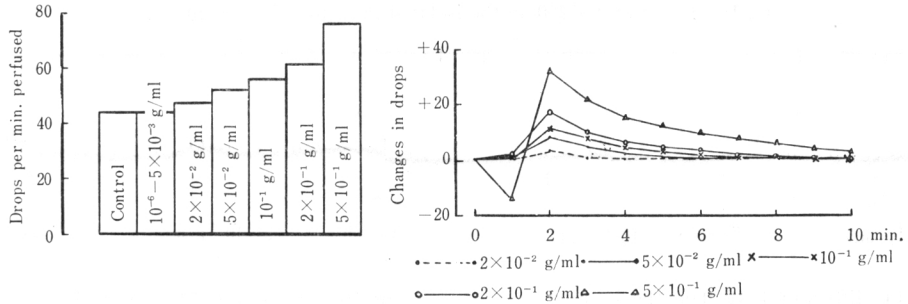 Drops per min. perfused
80
60
40
20
0
Control
10⁻⁶–5×10⁻³ g/ml
2×10⁻² g/ml
5×10⁻² g/ml
10⁻¹ g/ml
2×10⁻¹ g/ml
5×10⁻¹ g/ml
Changes in drops
+40
+20
0
−20
0 2 4 6 8 10 min.
2×10⁻² g/ml 5×10⁻² g/ml 10⁻¹ g/ml
2×10⁻¹ g/ml 5×10⁻¹ g/ml